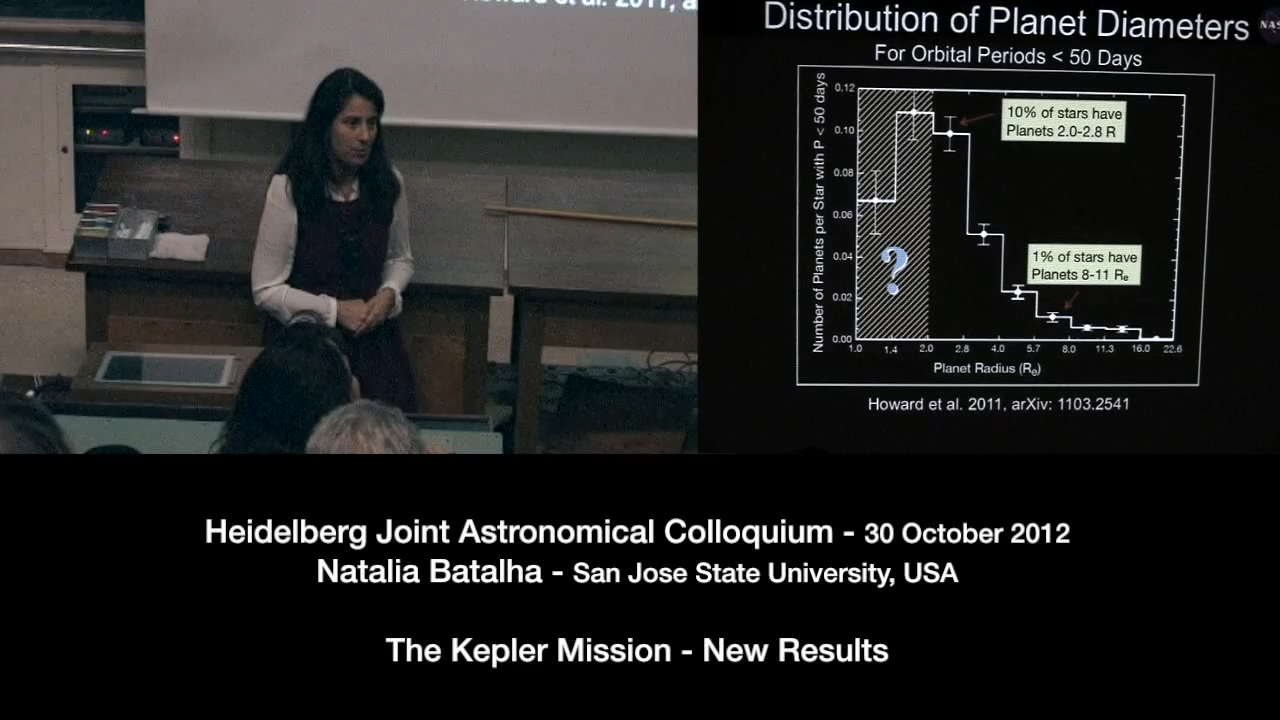 Howard et al. 2011, a
Distribution of Planet Diameters
NAS
For Orbital Periods < 50 Days
Number of Planets per Star with P < 50 days
0.12
0.10
0.08
0.06
0.04
0.02
0.00
10% of stars have
Planets 2.0-2.8 R
1% of stars have
Planets 8-11 Re
?
1.0 1.4 2.0 2.8 4.0 5.7 8.0 11.3 16.0 22.6
Planet Radius (Re)
Howard et al. 2011, arXiv: 1103.2541
Heidelberg Joint Astronomical Colloquium - 30 October 2012
Natalia Batalha - San Jose State University, USA
The Kepler Mission - New Results